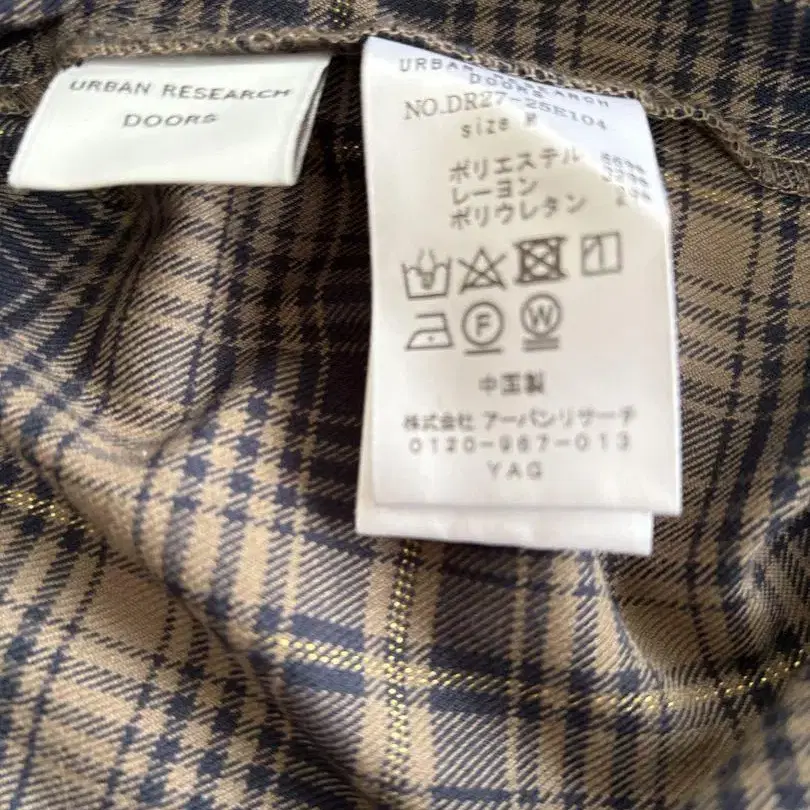 URBAN RESEARCH
DOORS
URBAN RESEARCH
DOORS
NO.DR27-25E104
size M
ポリエステル
レーヨン
ポリウレタン 2%
F
W
中国製
株式会社 アーバンリサーチ
0120-987-013
YAG